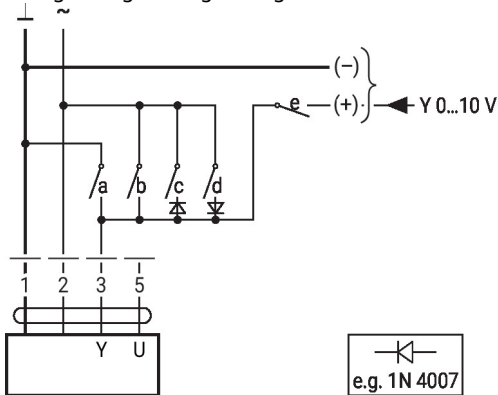 ⊥ ~
(–)
e (+) Y 0...10 V
a b c d
1 2 3 5
Y U
e.g. 1N 4007